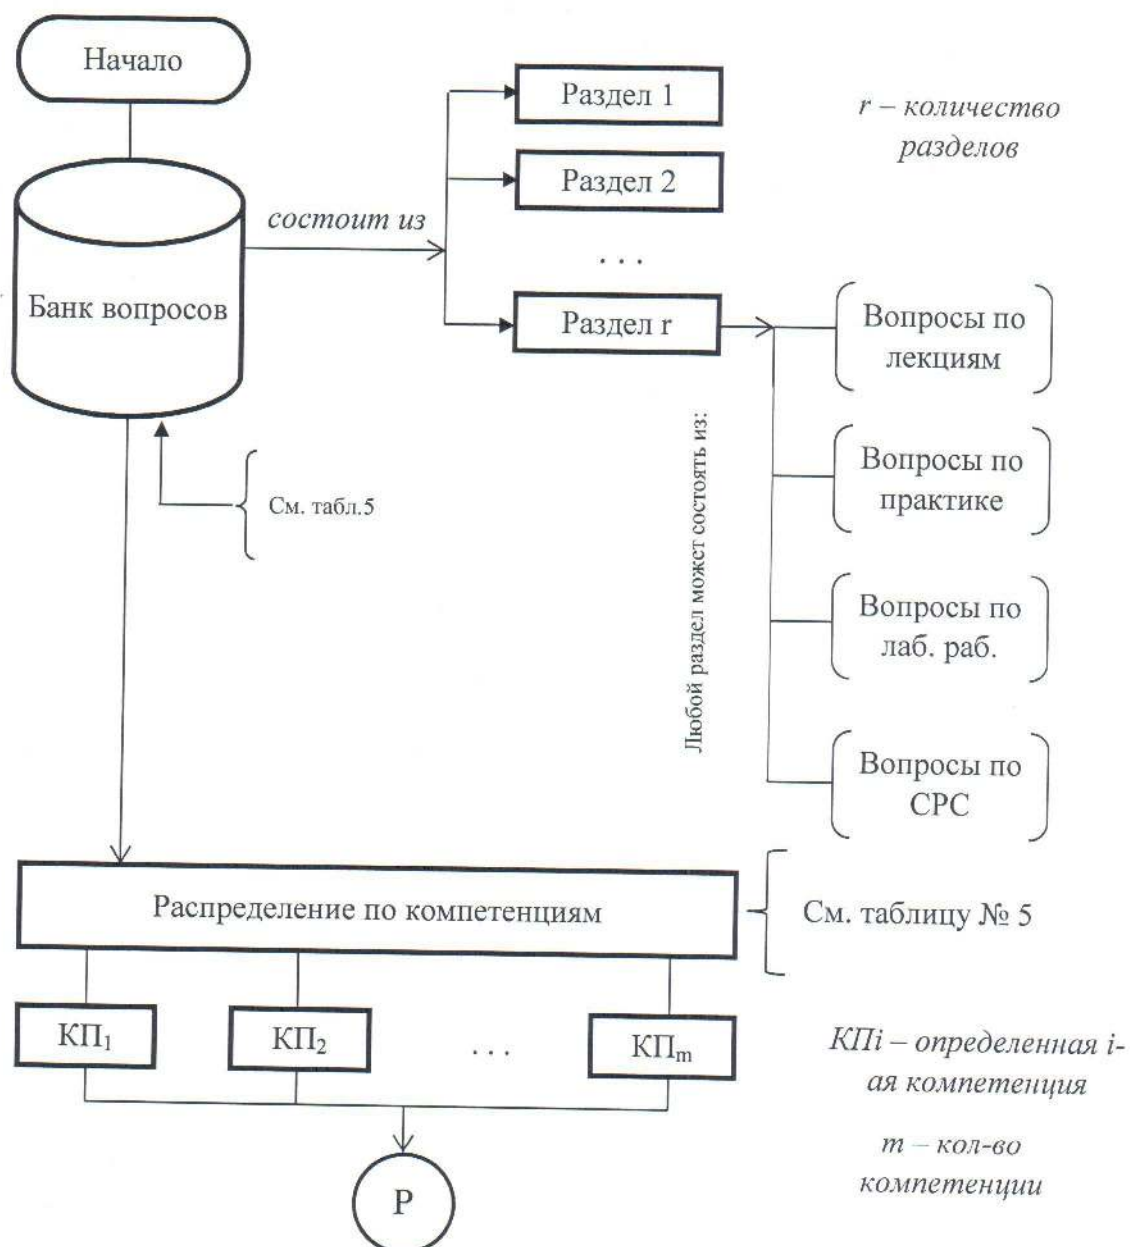 Начало
Раздел 1
r – количество
разделов
Раздел 2
состоит из
. . .
Банк вопросов
Раздел r
Вопросы по
лекциям
Любой раздел может состоять из:
Вопросы по
практике
См. табл.5
Вопросы по
лаб. раб.
Вопросы по
СРС
Распределение по компетенциям
См. таблицу № 5
КП₁
КП₂
. . .
КПₘ
КПi – определенная i-
ая компетенция
m – кол-во
компетенции
Р